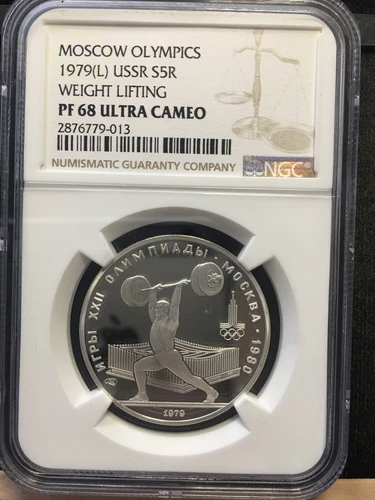 MOSCOW OLYMPICS
1979(L) USSR S5R
WEIGHT LIFTING
PF 68 ULTRA CAMEO
2876779-013
NUMISMATIC GUARANTY COMPANY
NGC
ИГРЫ XXII ОЛИМПИАДЫ • МОСКВА • 1980
1979